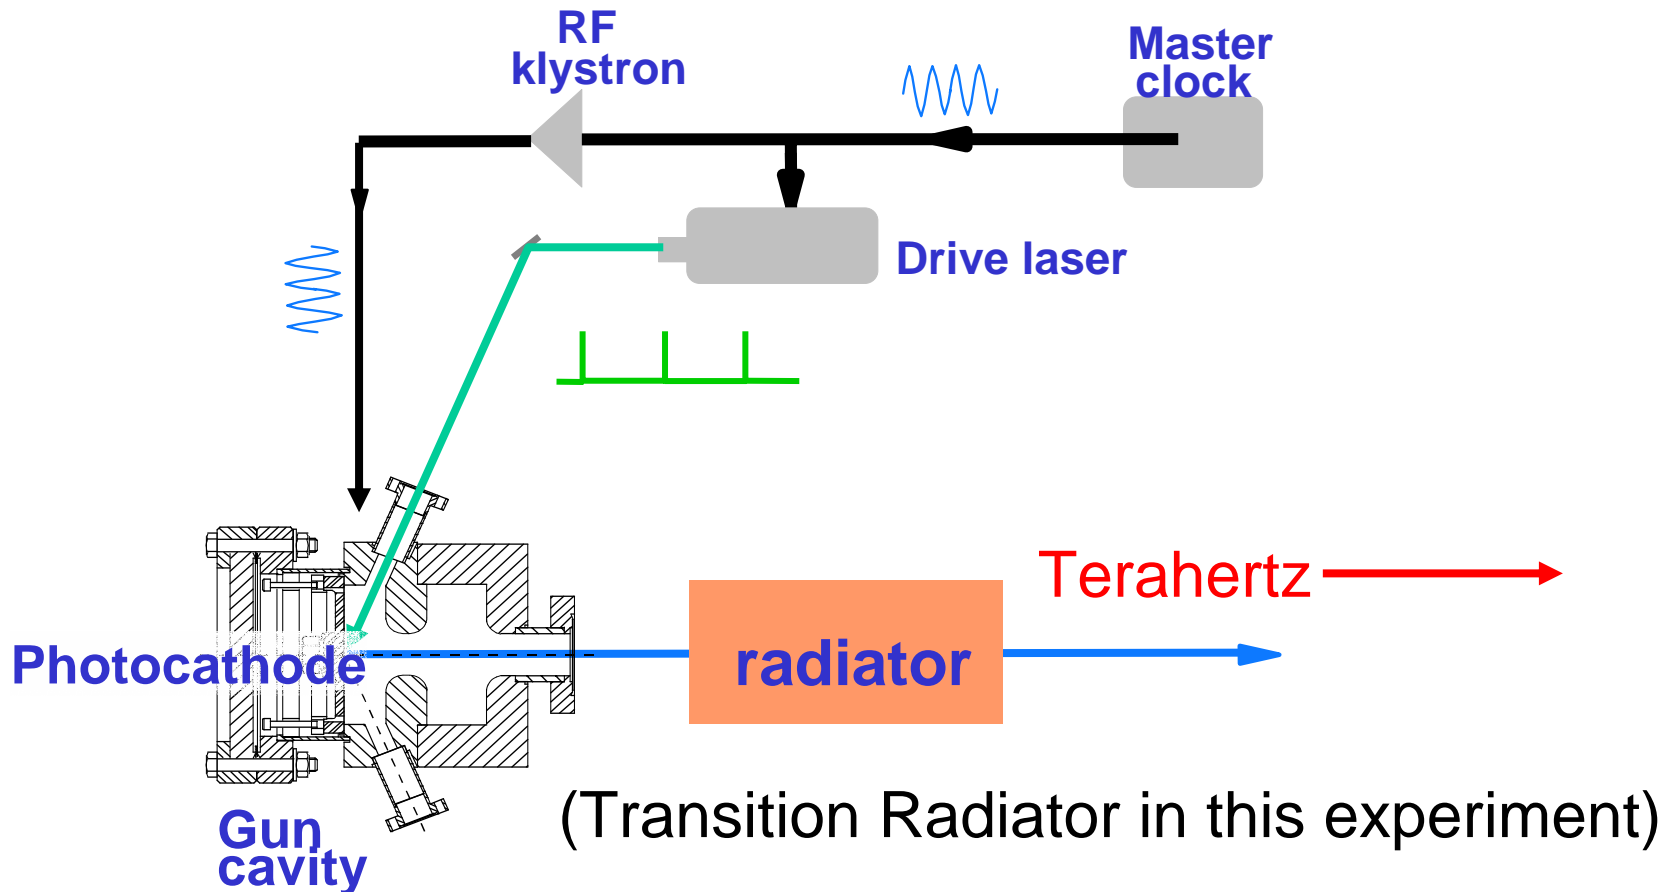 RF
klystron
Master
clock
Drive laser
Terahertz
Photocathode
radiator
(Transition Radiator in this experiment)
Gun
cavity